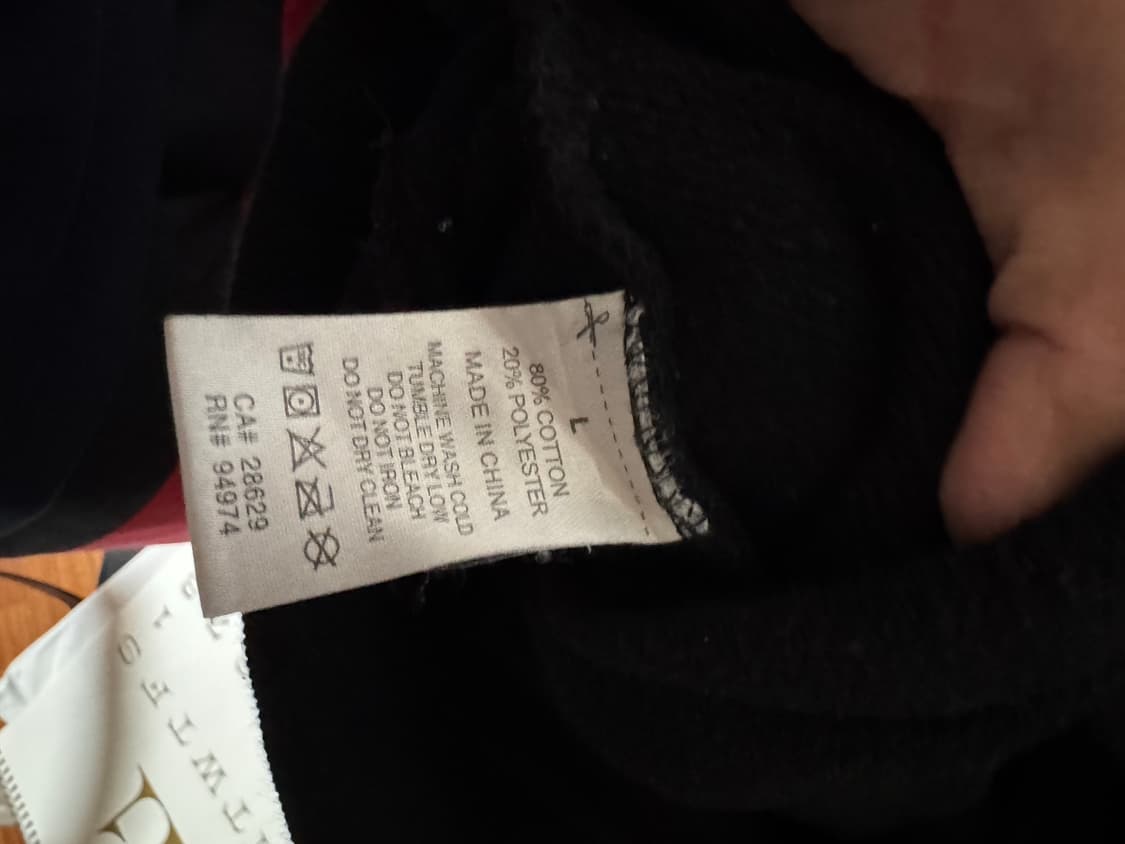 L
80% COTTON
20% POLYESTER
MADE IN CHINA
MACHINE WASH COLD
TUMBLE DRY LOW
DO NOT BLEACH
DO NOT IRON
DO NOT DRY CLEAN
CA# 28629
RN# 94974
S M T W T F S